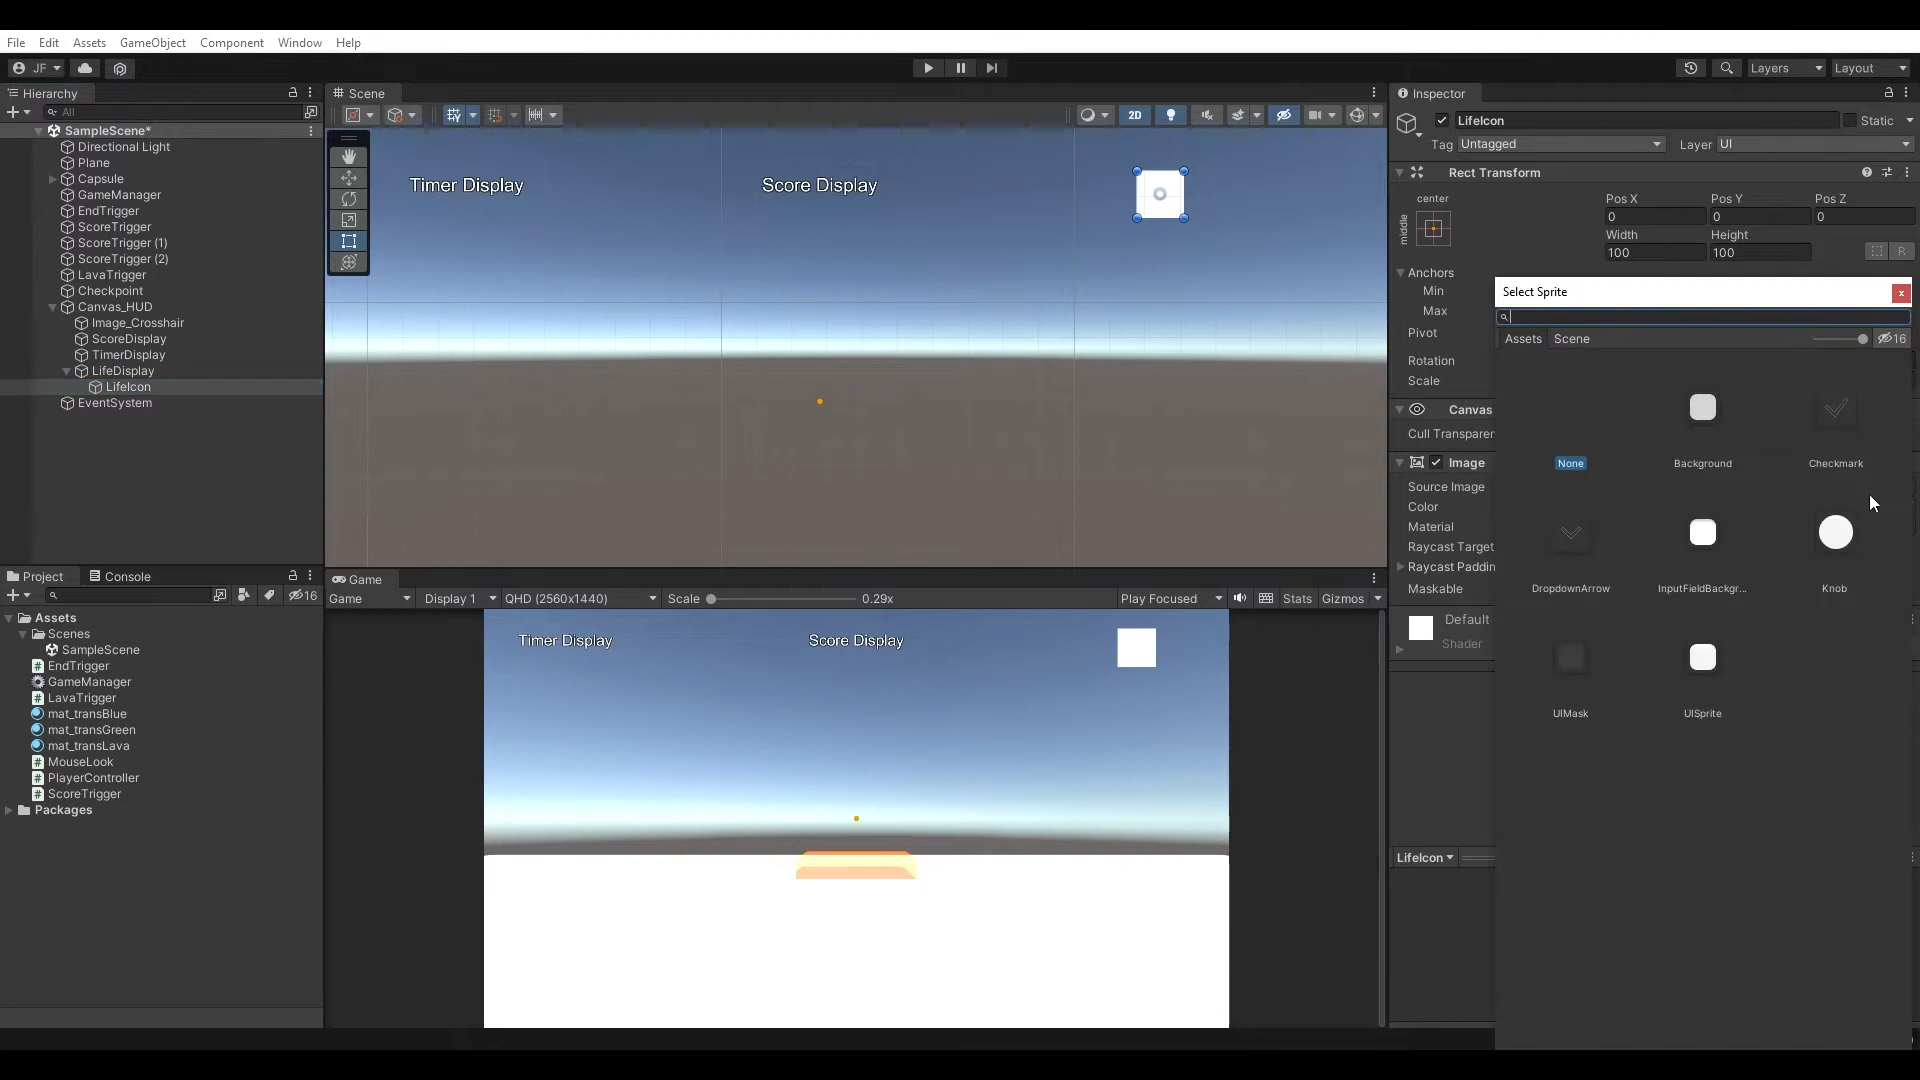 File Edit Assets GameObject Component Window Help
JF Layers Layout
Hierarchy
All
SampleScene*
Directional Light
Plane
Capsule
GameManager
EndTrigger
ScoreTrigger
ScoreTrigger (1)
ScoreTrigger (2)
LavaTrigger
Checkpoint
Canvas_HUD
Image_Crosshair
ScoreDisplay
TimerDisplay
LifeDisplay
LifeIcon
EventSystem
Scene
2D
Timer Display Score Display
Inspector
LifeIcon Static
Tag Untagged Layer UI
Rect Transform
center Pos X Pos Y Pos Z
middle 0 0 0
Width Height
100 100 R
Anchors
Min
Max
Pivot
Rotation
Scale
Canvas
Cull Transparen
Image
Source Image
Color
Material
Raycast Target
Raycast Paddin
Maskable
Default
Shader
LifeIcon
Select Sprite x
Assets Scene 16
None Background Checkmark
DropdownArrow InputFieldBackgr... Knob
UIMask UISprite
Project Console
16
Assets
Scenes
SampleScene
EndTrigger
GameManager
LavaTrigger
mat_transBlue
mat_transGreen
mat_transLava
MouseLook
PlayerController
ScoreTrigger
Packages
Game
Game Display 1 QHD (2560x1440) Scale 0.29x Play Focused Stats Gizmos
Timer Display Score Display